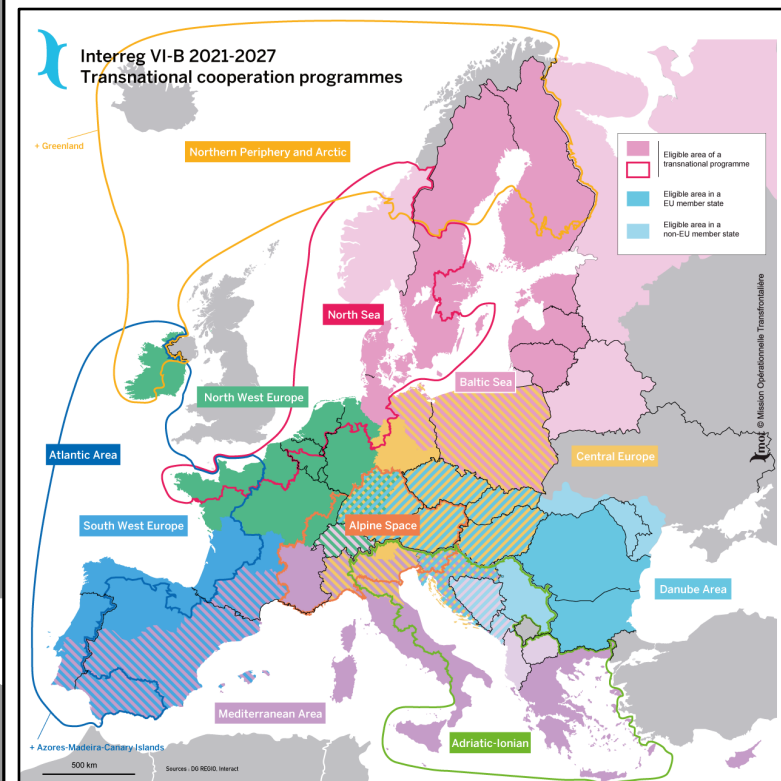 Interreg VI-B 2021-2027
Transnational cooperation programmes
+ Greenland
Northern Periphery and Arctic
Eligible area of a
transnational programme
Eligible area in a
EU member state
Eligible area in a
non-EU member state
North Sea
Baltic Sea
North West Europe
Atlantic Area
Central Europe
South West Europe
Alpine Space
Danube Area
Mediterranean Area
Adriatic-Ionian
+ Azores-Madeira-Canary Islands
500 km
Sources : DG REGIO, Interact
mot © Mission Opérationnelle Transfrontalière